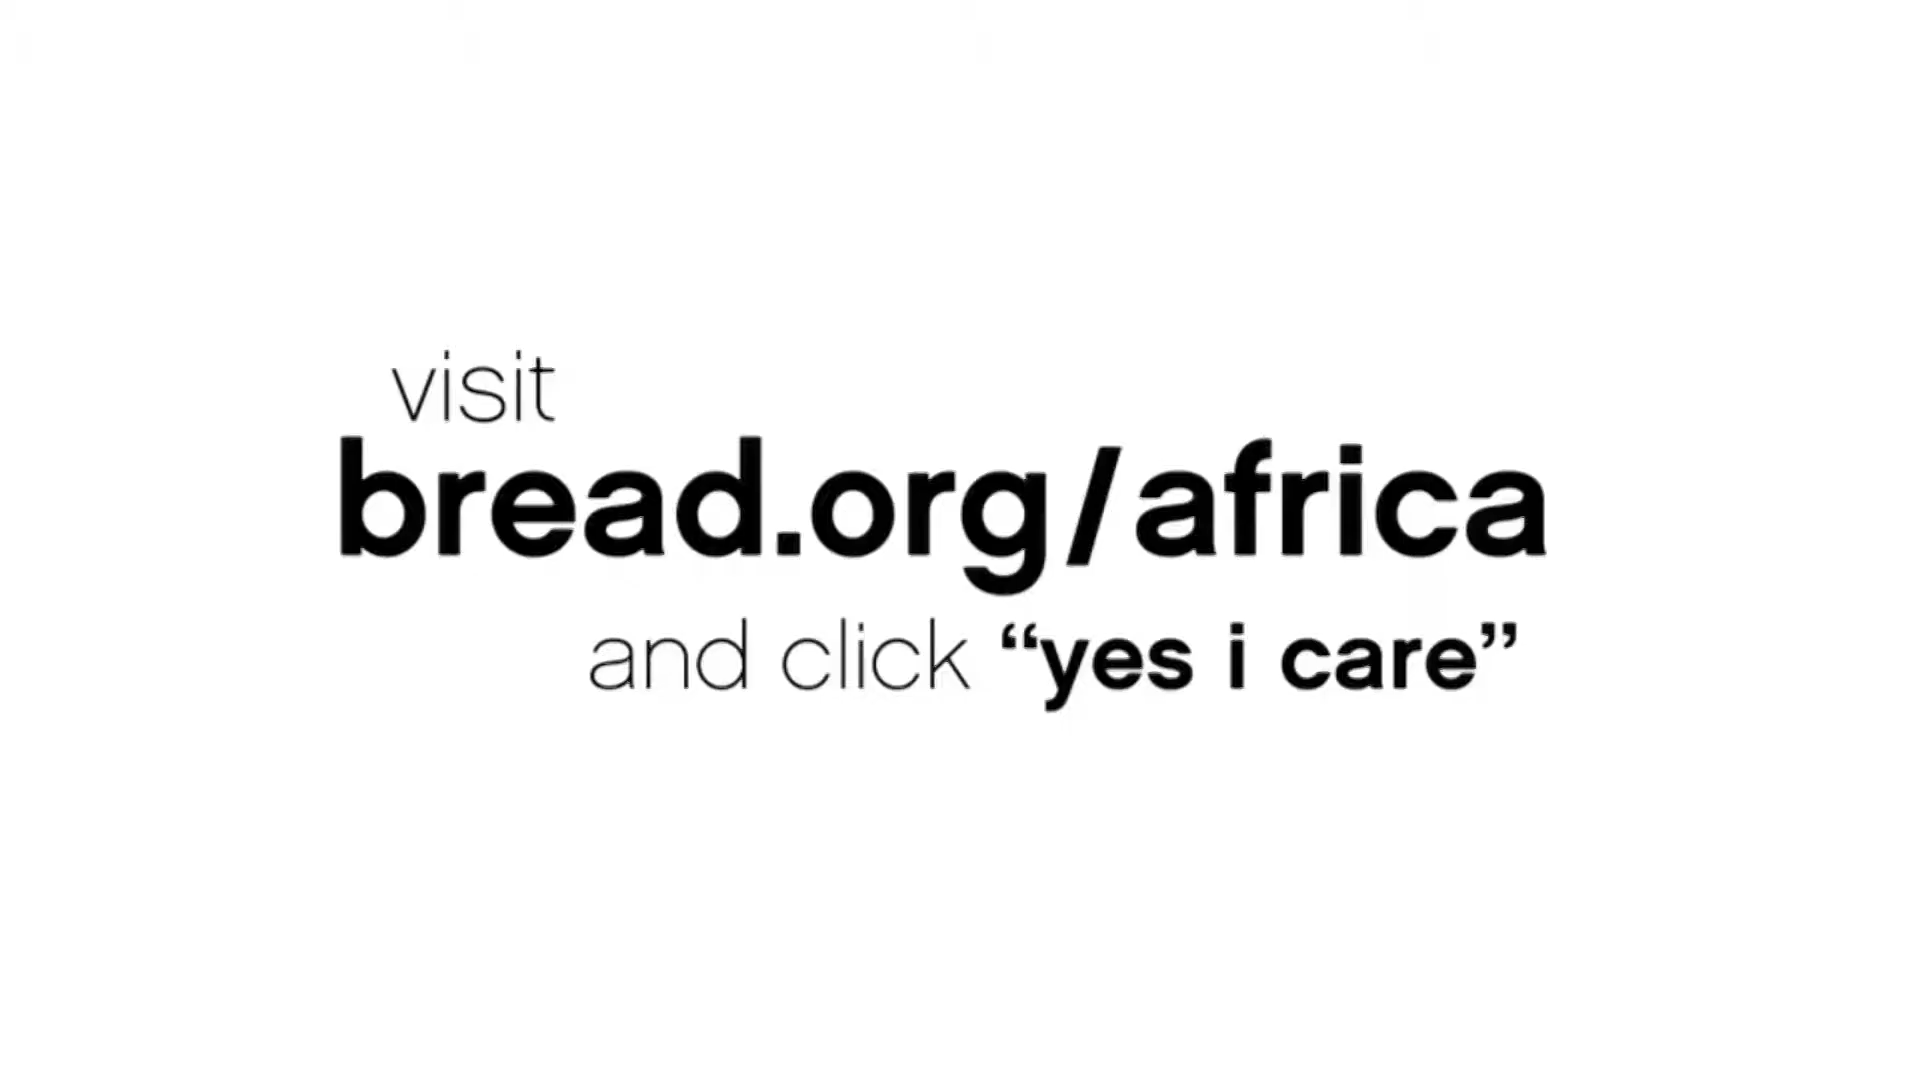 visit
bread.org/africa
and click “yes i care”